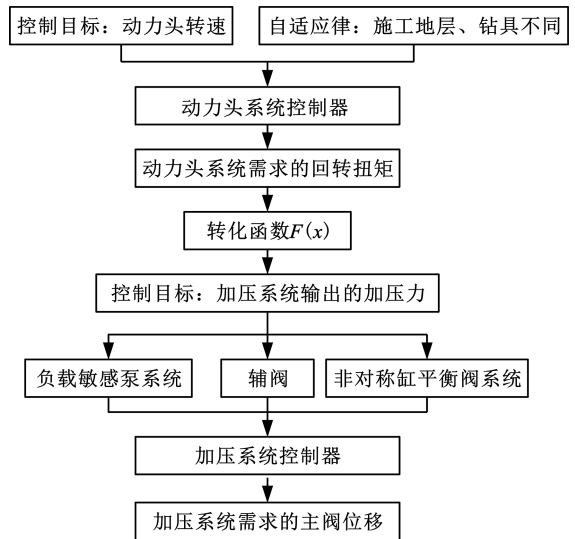 控制目标：动力头转速
自适应律：施工地层、钻具不同
动力头系统控制器
动力头系统需求的回转扭矩
转化函数F(x)
控制目标：加压系统输出的加压力
负载敏感泵系统
辅阀
非对称缸平衡阀系统
加压系统控制器
加压系统需求的主阀位移